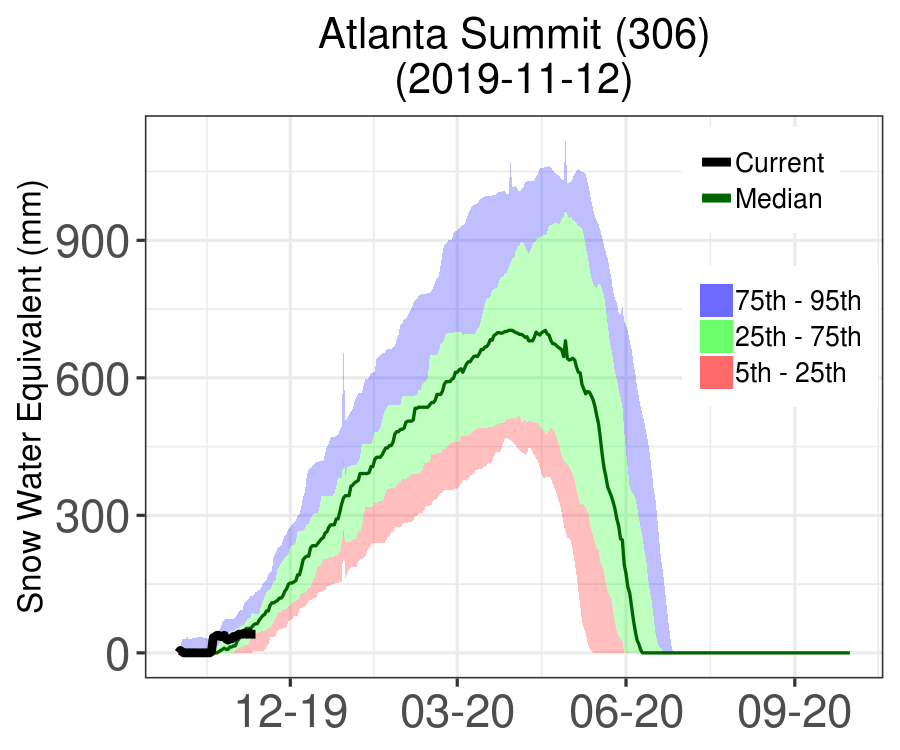 Atlanta Summit (306)
(2019-11-12)
Snow Water Equivalent (mm)
900
600
300
0
Current
Median
75th - 95th
25th - 75th
5th - 25th
12-19 03-20 06-20 09-20